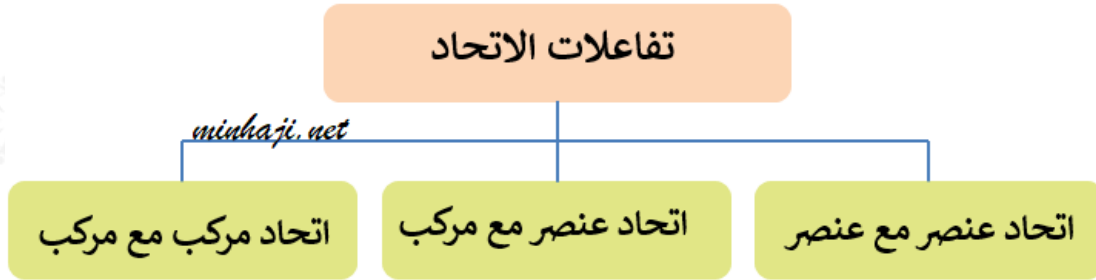 تفاعلات الاتحاد
minhaji.net
اتحاد عنصر مع عنصر
اتحاد عنصر مع مركب
اتحاد مركب مع مركب